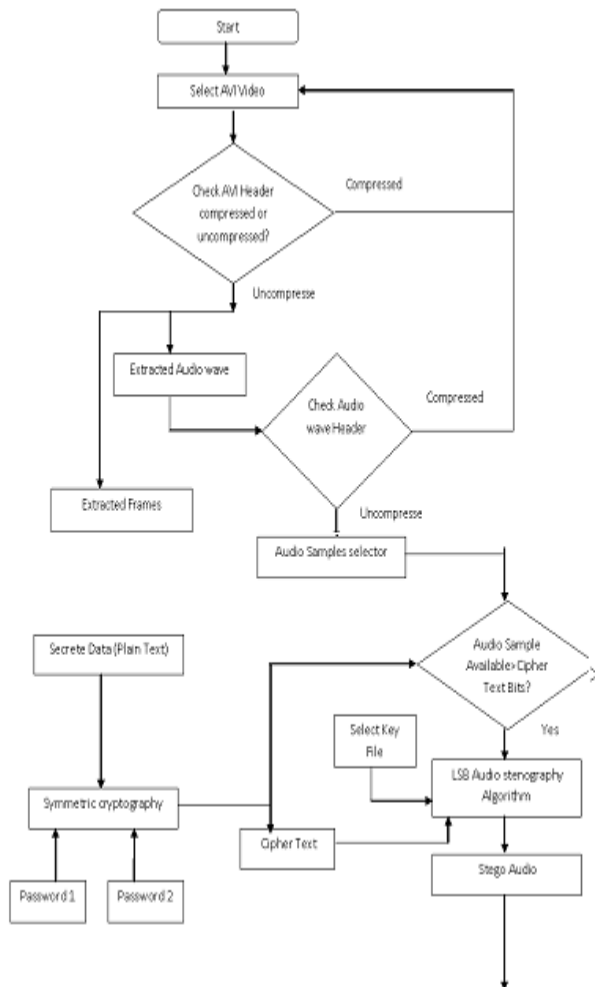 Start
Select AVI Video
Check AVI Header
compressed or
uncompressed?
Compressed
Uncompresse
Extracted Audio wave
Check Audio
wave Header
Compressed
Extracted Frames
Uncompresse
Audio Samples selector
Secrete Data (Plain Text)
Audio Sample
Available>Cipher
Text Bits?
Yes
Select Key
File
LSB Audio stenography
Algorithm
Symmetric cryptography
Cipher Text
Stego Audio
Password 1
Password 2